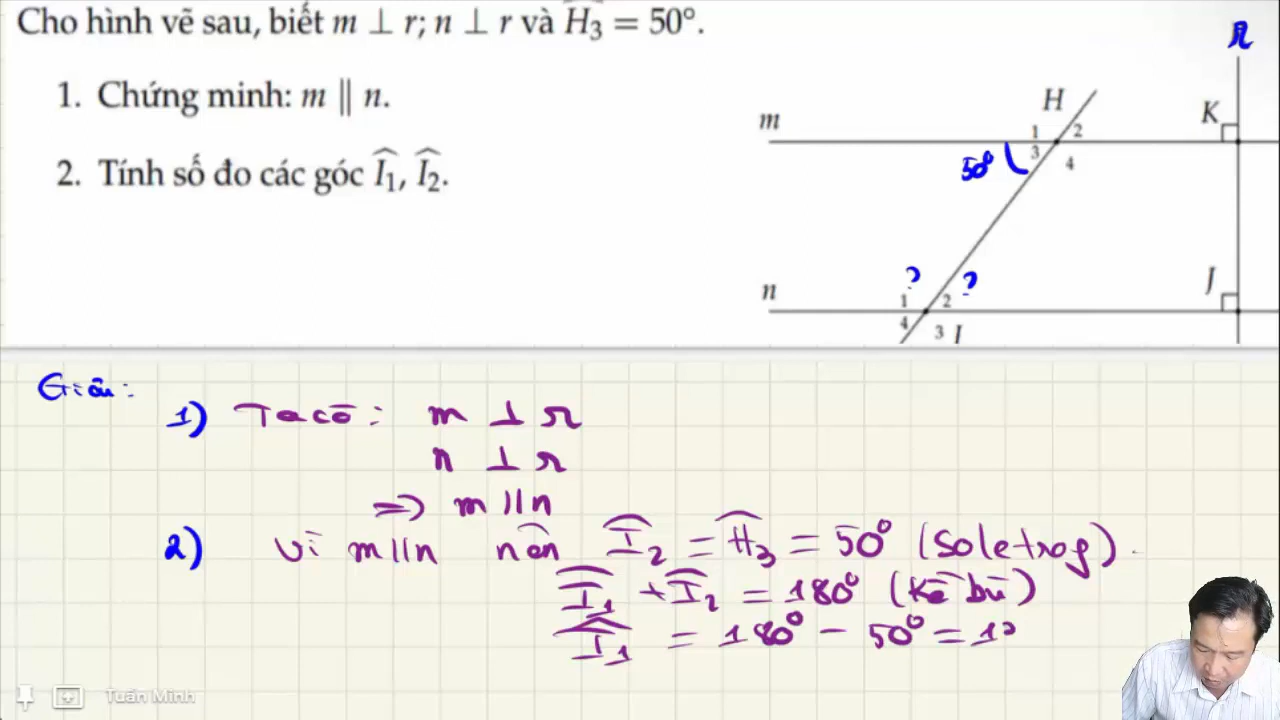 Cho hình vẽ sau, biết m ⊥ r; n ⊥ r và Ĥ₃ = 50°.
1. Chứng minh: m ∥ n.
2. Tính số đo các góc Î₁, Î₂.
r
H
K
m
1 2
3 4
50°
J
n
? ?
1 2
4 3 I
Giải:
1) Ta có: m ⊥ r
n ⊥ r
=> m // n
2) Vì m // n nên Î₂ = Ĥ₃ = 50° (so le trog).
Î₁ + Î₂ = 180° (kề bù)
Î₁ = 180° - 50° = 13
Tuấn Minh